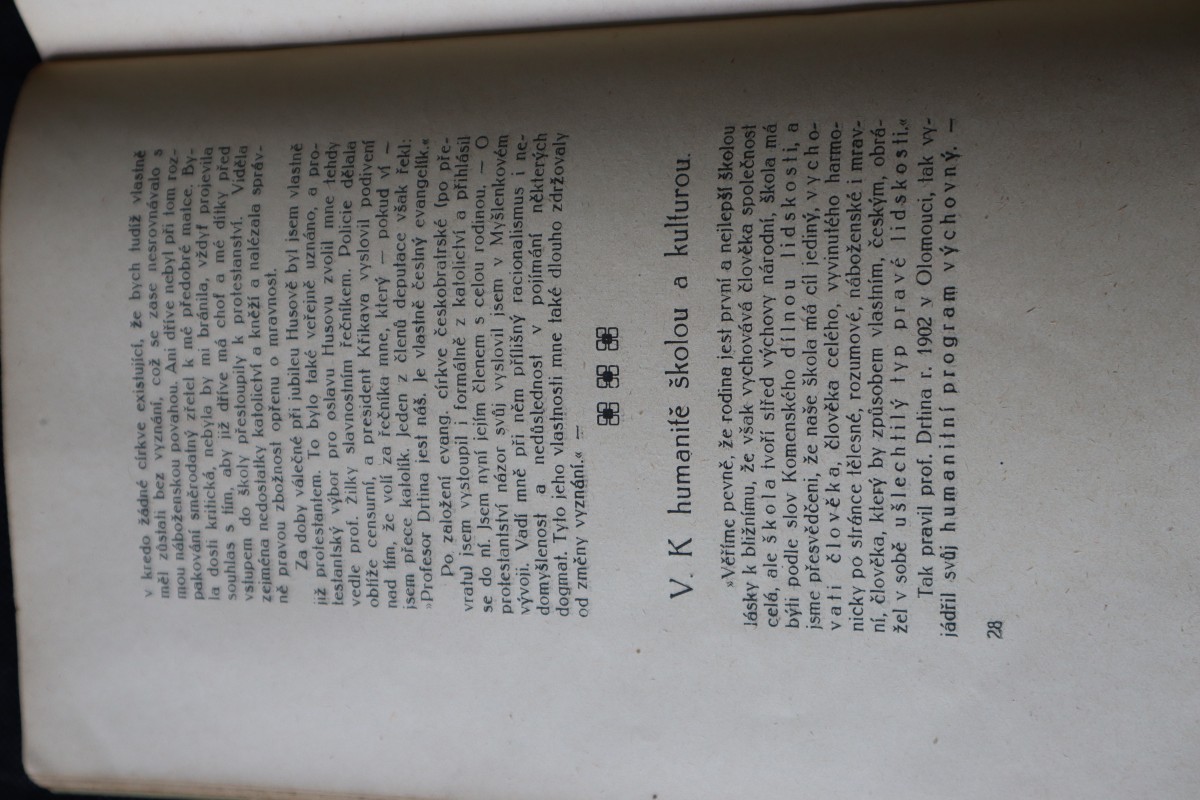 v kredo žádné církve existující, že bych tudíž vlastně
měl zůstati bez vyznání, což se zase nesrovnávalo s
mou náboženskou povahou. Ani dříve nebyl při tom roz-
pakování směrodatný zřetel k mé předobré matce. By-
la dosti kritická, nebyla by mi bránila, vždyť projevila
souhlas s tím, aby již dříve má choť a mé dítky před
vstupem do školy přestoupily k protestanství. Viděla
zejména nedostatky katolictví a kněží a nalézala správ-
ně pravou zbožnost opřenu o mravnost.
Za doby válečné při jubileu Husově byl jsem vlastně
již protestantem. To bylo také veřejně uznáno, a pro-
testantský výbor pro oslavu Husovu zvolil mne tehdy
vedle prof. Žilky slavnostním řečníkem. Policie dělala
obtíže censurní, a president Křikava vyslovil podivení
nad tím, že volí za řečníka mne, který — pokud ví —
jsem přece katolík. Jeden z členů deputace však řekl:
»Profesor Drtina jest náš. Je vlastně čestný evangelík.«
Po založení evang. církve českobratrské (po pře-
vratu) jsem vystoupil i formálně z katolictví a přihlásil
se do ní. Jsem nyní jejím členem s celou rodinou. — O
protestantství názor svůj vyslovil jsem v Myšlenkovém
vývoji. Vadí mně při něm přílišný racionalismus i ne-
domyšlenost a nedůslednost v pojímání některých
dogmat. Tyto jeho vlastnosti mne také dlouho zdržovaly
od změny vyznání.« —
V. K humanitě školou a kulturou.
»Věříme pevně, že rodina jest první a nejlepší školou
lásky k bližnímu, že však vychovává člověka společnost
celá, ale škola tvoří střed výchovy národní, škola má
býti podle slov Komenského dílnou lidskosti, a
jsme přesvědčeni, že naše škola má cíl jediný, vycho-
vati člověka, člověka celého, vyvinutého harmo-
nicky po stránce tělesné, rozumové, náboženské i mrav-
ní, člověka, který by způsobem vlastním, českým, obrá-
žel v sobě ušlechtilý typ pravé lidskosti.«
Tak pravil prof. Drtina r. 1902 v Olomouci, tak vy-
jádřil svůj humanitní program výchovný. —
28